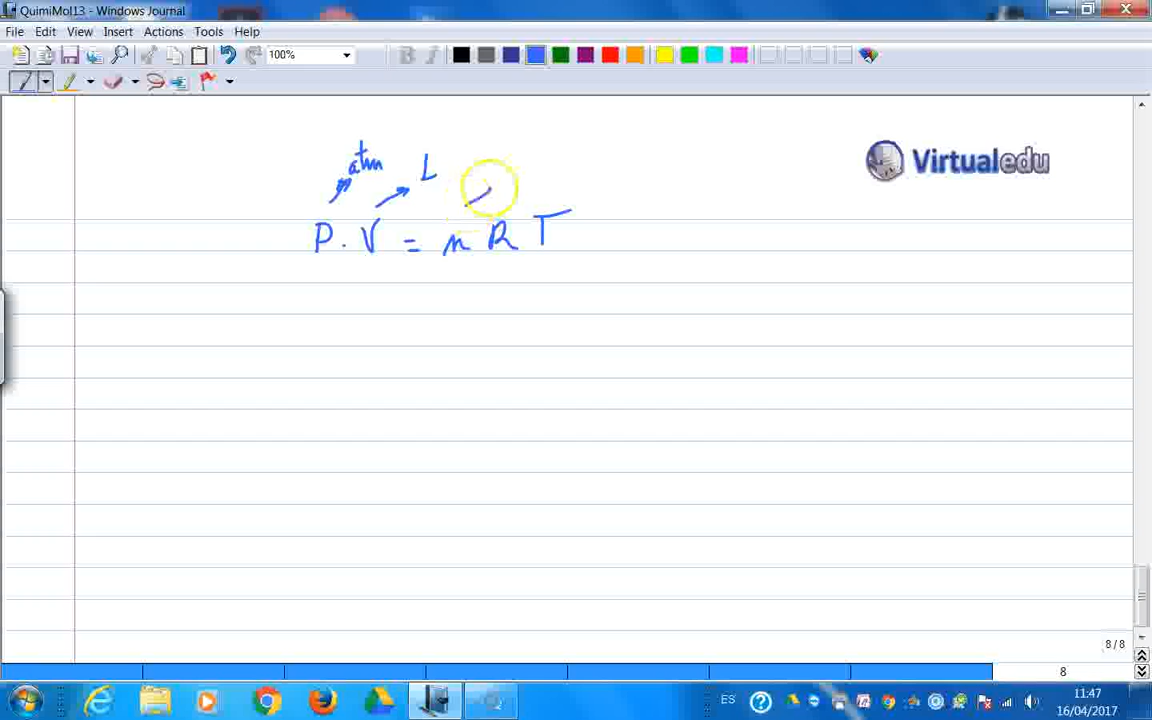 QuimiMol13 - Windows Journal
File Edit View Insert Actions Tools Help
100%
B I
atm L
P . V = n R T
Virtualedu
8 / 8
8
ES
11:47
16/04/2017